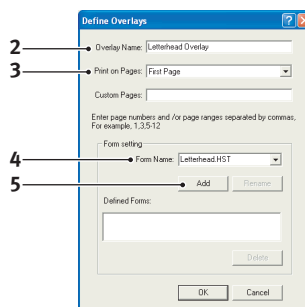 Define Overlays
2 Overlay Name: Letterhead Overlay
3 Print on Pages: First Page
Custom Pages:
Enter page numbers and /or page ranges separated by commas,
For example, 1,3,5-12
Form setting
4 Form Name: Letterhead.HST
5 Add Rename
Defined Forms:
Delete
OK Cancel